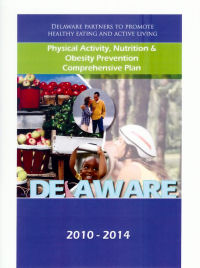 DELAWARE PARTNERS TO PROMOTE
HEALTHY EATING AND ACTIVE LIVING
Physical Activity, Nutrition &
Obesity Prevention
Comprehensive Plan
DELAWARE
2010 - 2014